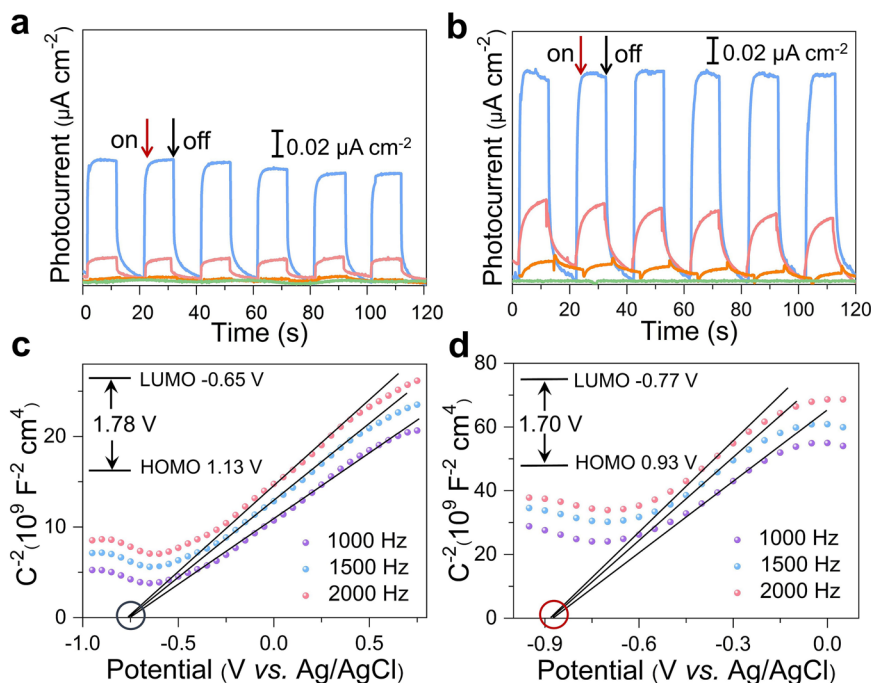 a
Photocurrent (µA cm-2)
on
off
0.02 µA cm-2
0 20 40 60 80 100 120
Time (s)
b
Photocurrent (µA cm-2)
on
off
0.02 µA cm-2
0 20 40 60 80 100 120
Time (s)
c
C-2(109 F-2 cm4)
20
10
0
LUMO -0.65 V
1.78 V
HOMO 1.13 V
1000 Hz
1500 Hz
2000 Hz
-1.0 -0.5 0.0 0.5
Potential (V vs. Ag/AgCl)
d
C-2(109 F-2 cm4)
80
60
40
20
0
LUMO -0.77 V
1.70 V
HOMO 0.93 V
1000 Hz
1500 Hz
2000 Hz
-0.9 -0.6 -0.3 0.0
Potential (V vs. Ag/AgCl)